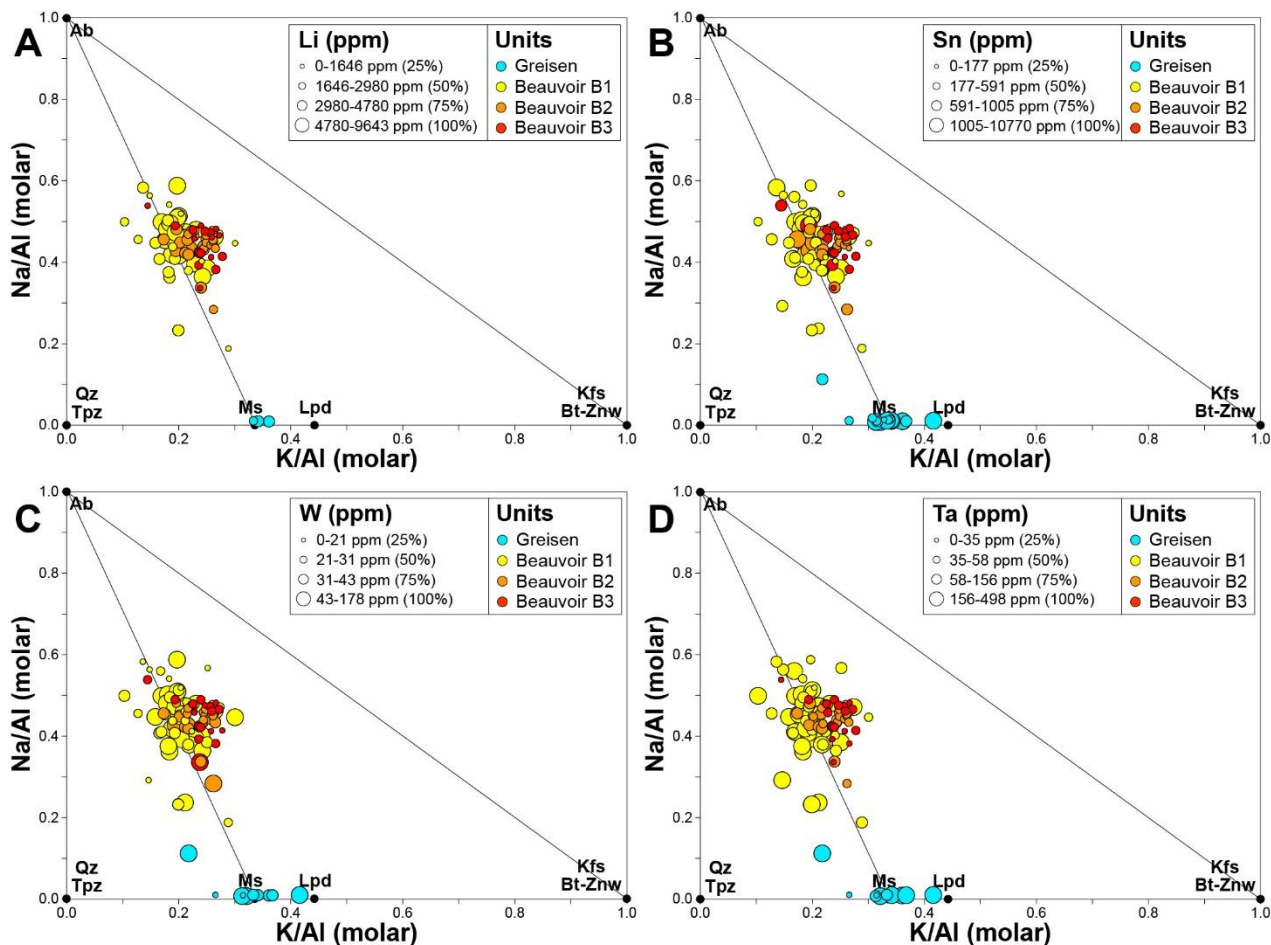 A
Li (ppm)
0-1646 ppm (25%)
1646-2980 ppm (50%)
2980-4780 ppm (75%)
4780-9643 ppm (100%)
Units
Greisen
Beauvoir B1
Beauvoir B2
Beauvoir B3
1.0
0.8
0.6
0.4
0.2
0.0
Na/Al (molar)
Ab
Qz
Tpz
Ms
Lpd
Kfs
Bt-Znw
0.0
0.2
0.4
0.6
0.8
1.0
K/Al (molar)
B
Sn (ppm)
0-177 ppm (25%)
177-591 ppm (50%)
591-1005 ppm (75%)
1005-10770 ppm (100%)
Units
Greisen
Beauvoir B1
Beauvoir B2
Beauvoir B3
1.0
0.8
0.6
0.4
0.2
0.0
Na/Al (molar)
Ab
Qz
Tpz
Ms
Lpd
Kfs
Bt-Znw
0.0
0.2
0.4
0.6
0.8
1.0
K/Al (molar)
C
W (ppm)
0-21 ppm (25%)
21-31 ppm (50%)
31-43 ppm (75%)
43-178 ppm (100%)
Units
Greisen
Beauvoir B1
Beauvoir B2
Beauvoir B3
1.0
0.8
0.6
0.4
0.2
0.0
Na/Al (molar)
Ab
Qz
Tpz
Ms
Lpd
Kfs
Bt-Znw
0.0
0.2
0.4
0.6
0.8
1.0
K/Al (molar)
D
Ta (ppm)
0-35 ppm (25%)
35-58 ppm (50%)
58-156 ppm (75%)
156-498 ppm (100%)
Units
Greisen
Beauvoir B1
Beauvoir B2
Beauvoir B3
1.0
0.8
0.6
0.4
0.2
0.0
Na/Al (molar)
Ab
Qz
Tpz
Ms
Lpd
Kfs
Bt-Znw
0.0
0.2
0.4
0.6
0.8
1.0
K/Al (molar)